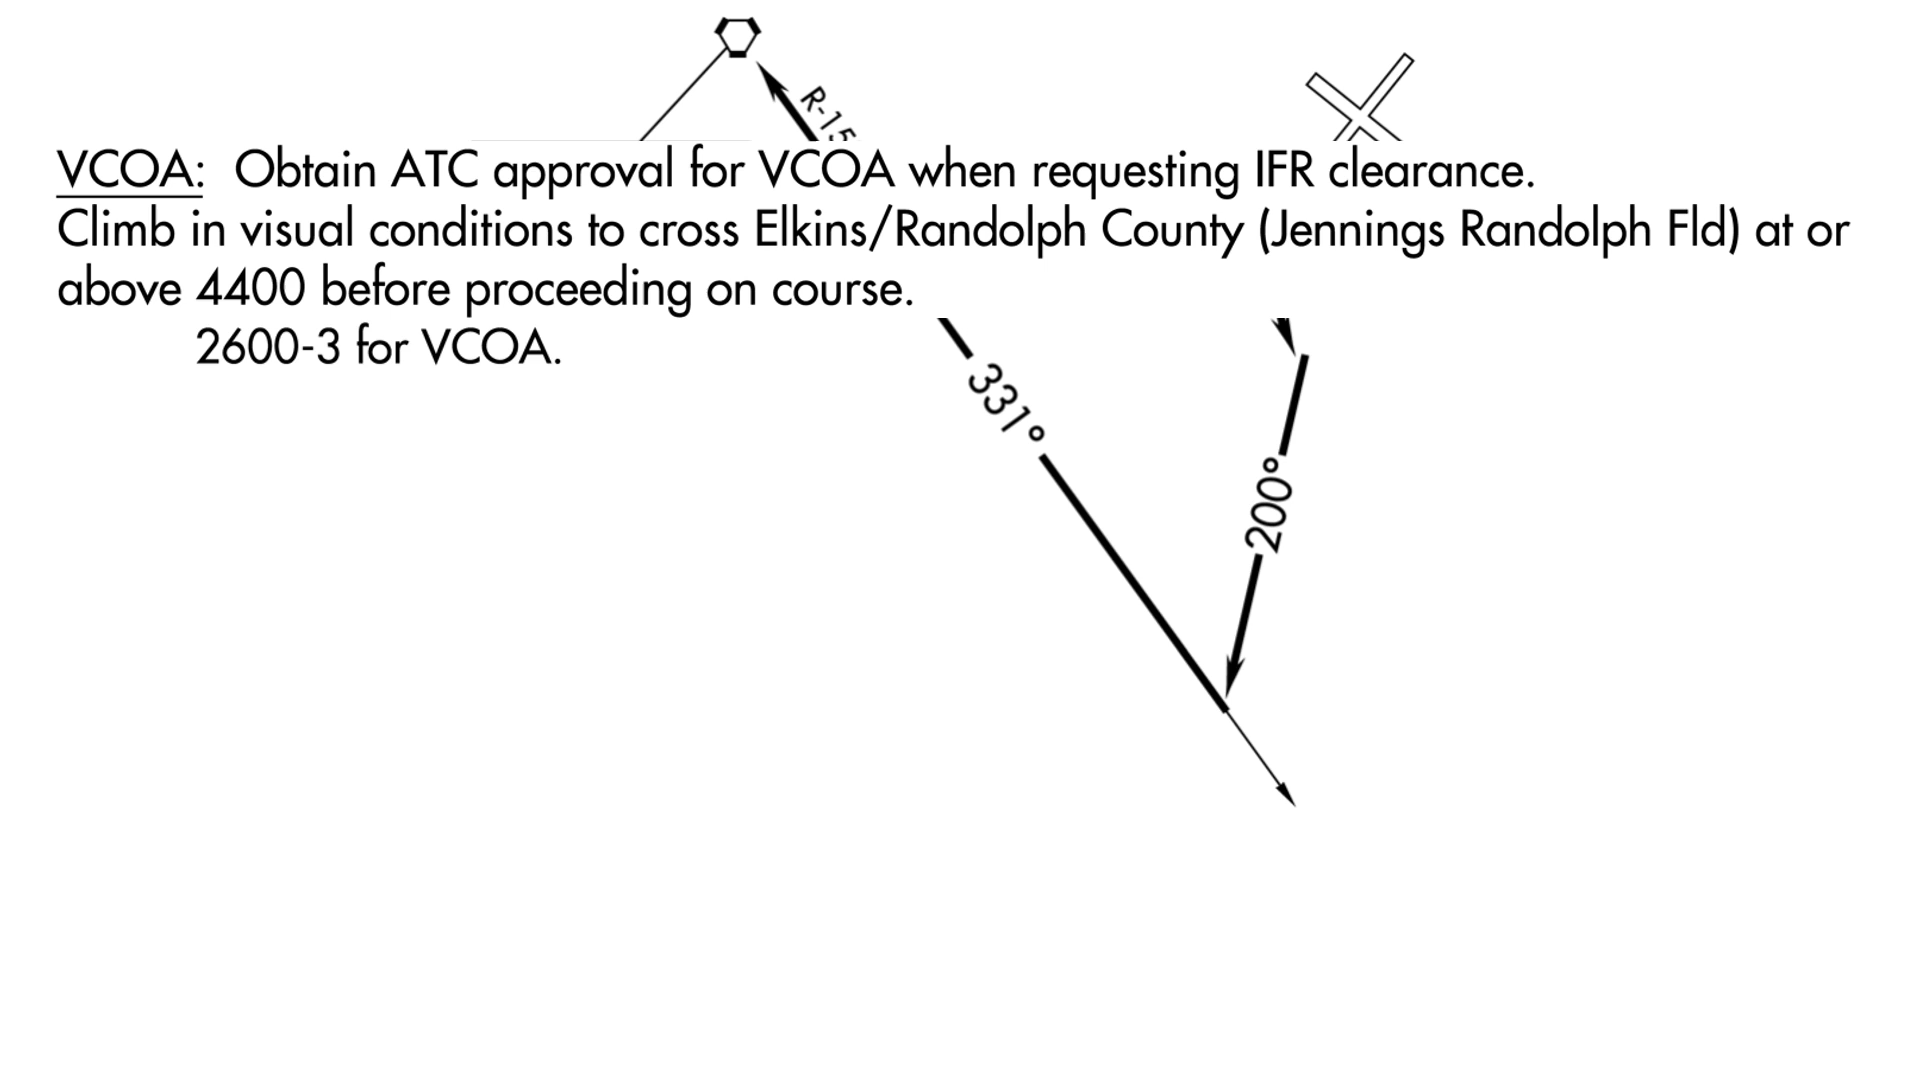 R-15
VCOA: Obtain ATC approval for VCOA when requesting IFR clearance.
Climb in visual conditions to cross Elkins/Randolph County (Jennings Randolph Fld) at or
above 4400 before proceeding on course.
2600-3 for VCOA.
331°
200°